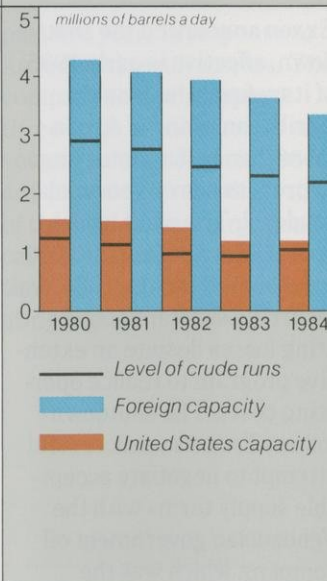 millions of barrels a day
5
4
3
2
1
0
1980 1981 1982 1983 1984
Level of crude runs
Foreign capacity
United States capacity